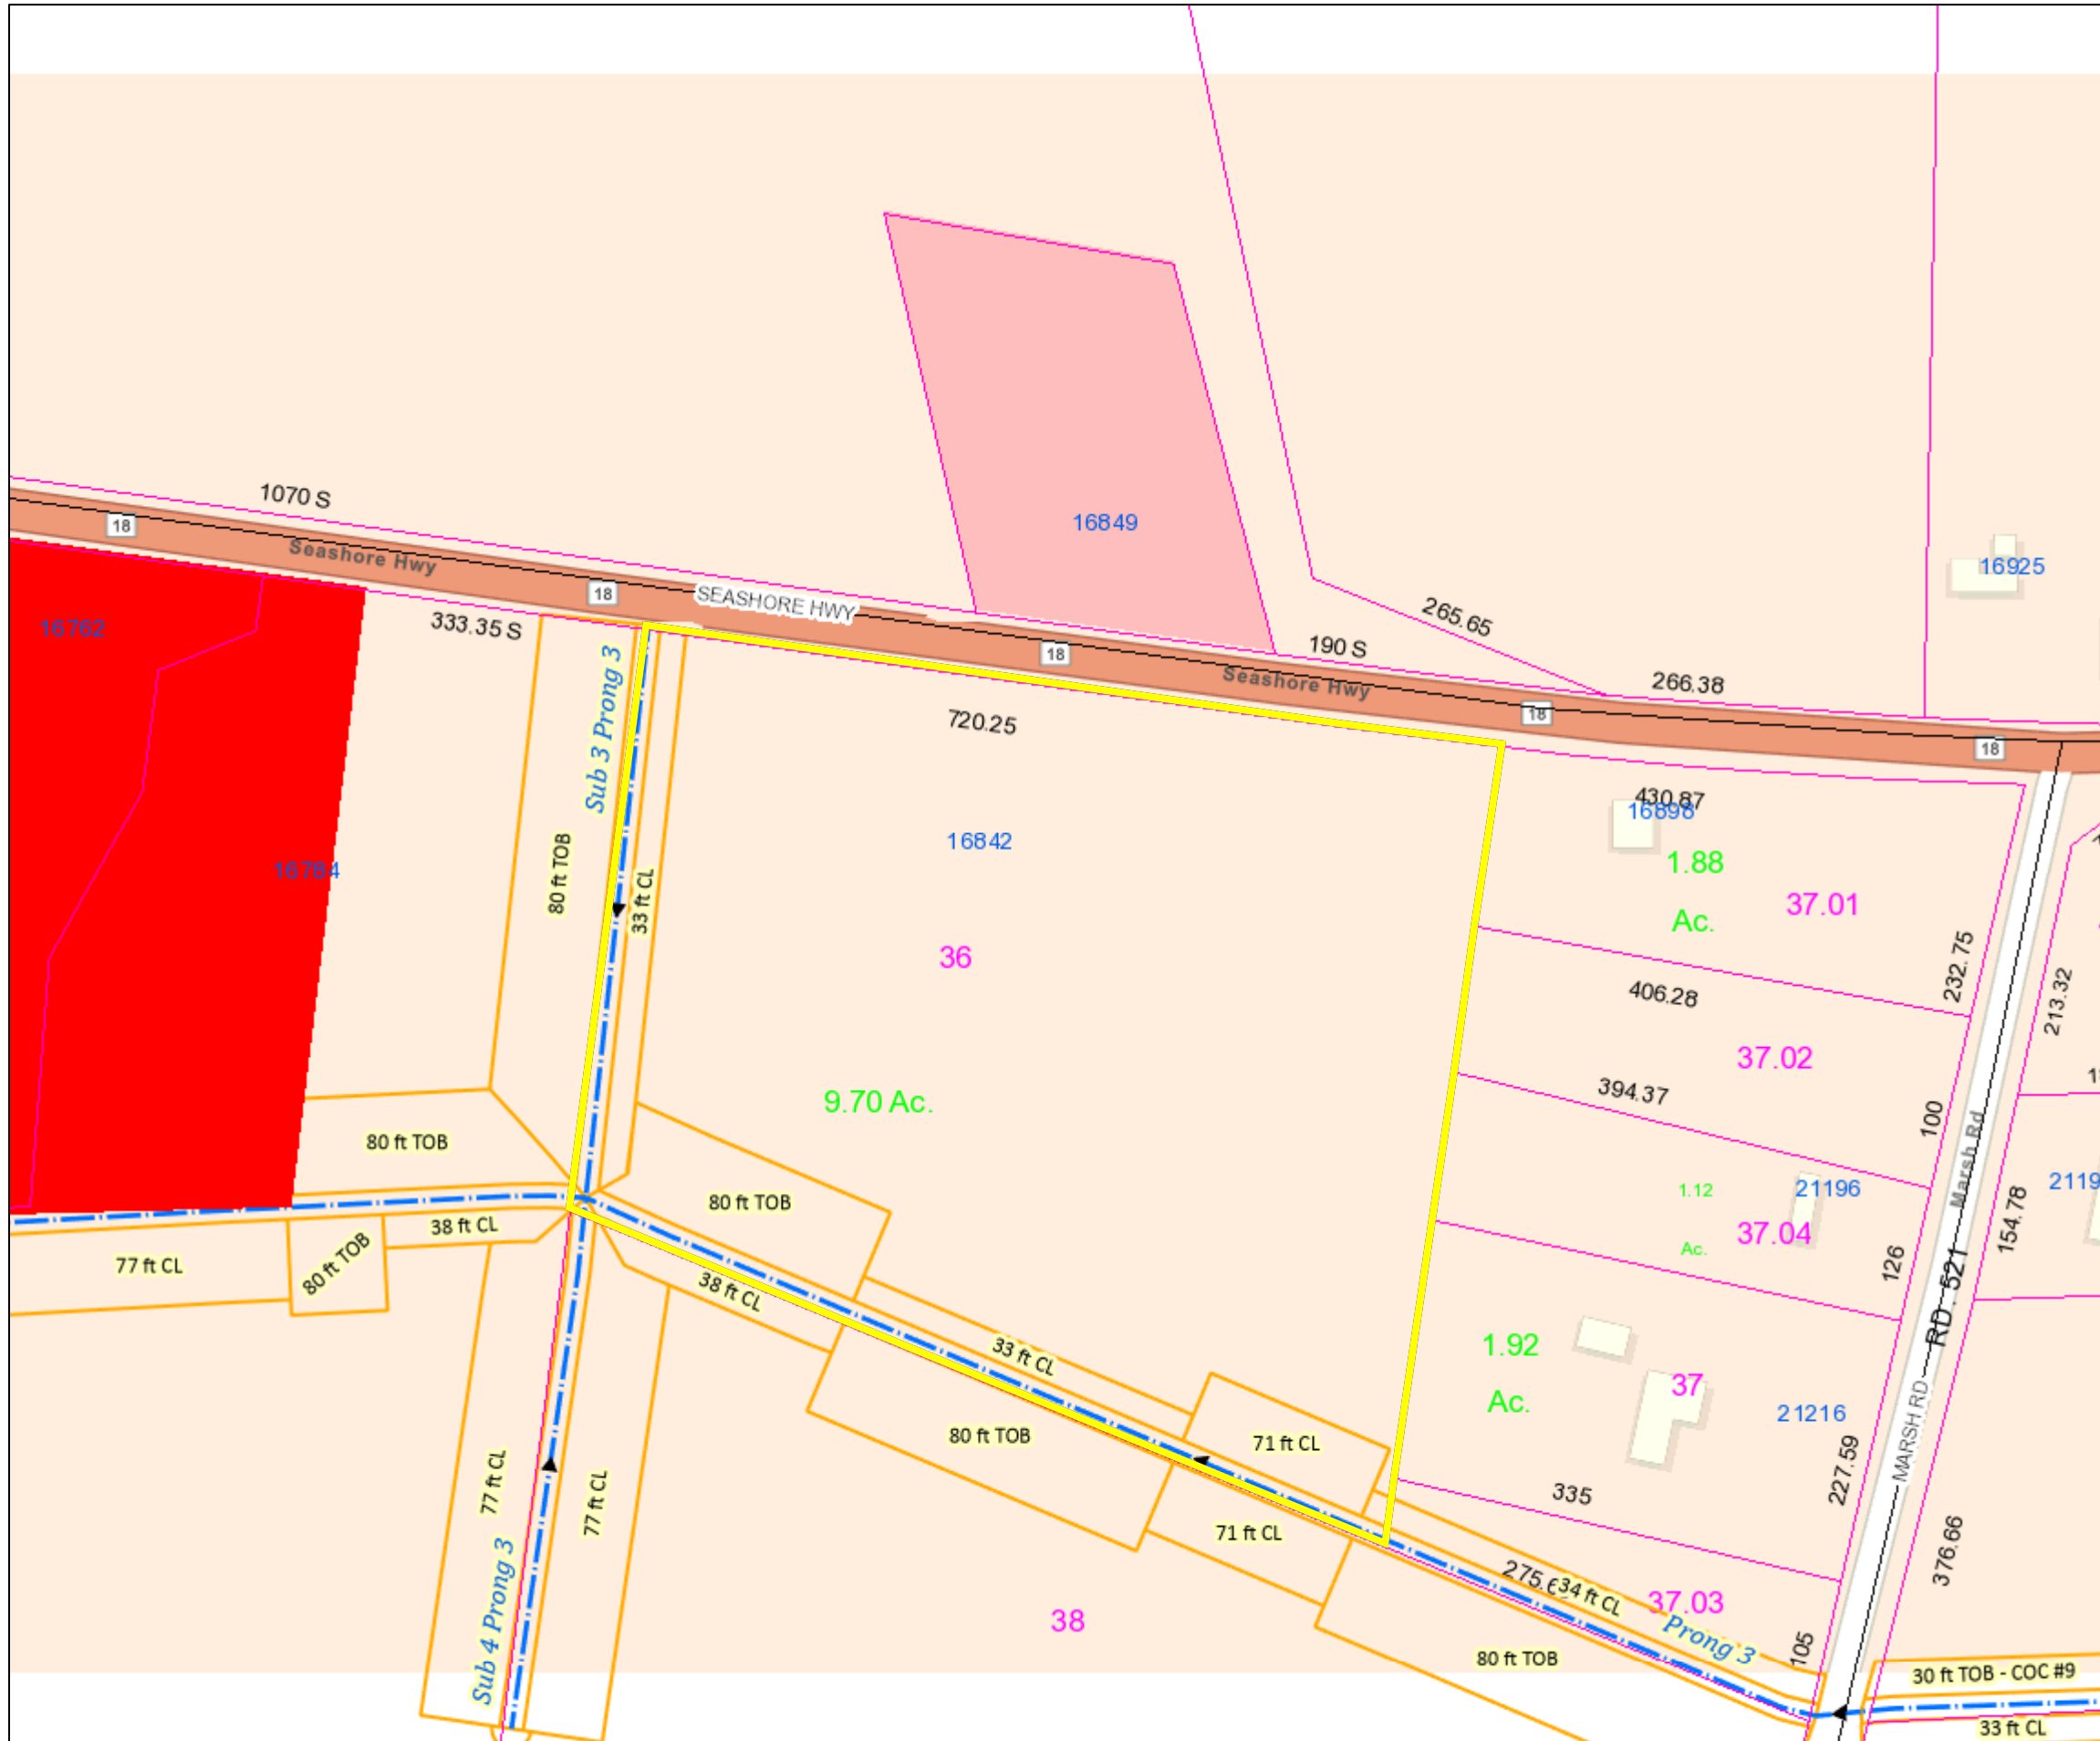 1070 S
18
Seashore Hwy
16762
333.35 S
18
SEASHORE HWY
16849
18
190 S
Seashore Hwy
265.65
266.38
18
16925
18
Sub 3 Prong 3
720.25
16842
430.87
16898
1.88
Ac.
37.01
16784
80 ft TOB
33 ft CL
36
232.75
213.32
406.28
37.02
394.37
9.70 Ac.
100
Marsh Rd
80 ft TOB
80 ft TOB
1.12
Ac.
21196
37.04
2119
154.78
126
38 ft CL
77 ft CL
80 ft TOB
38 ft CL
33 ft CL
RD. 521
1.92
Ac.
37
21216
MARSH RD
80 ft TOB
71 ft CL
71 ft CL
335
227.59
77 ft CL
77 ft CL
376.66
34 ft CL
37.03
Prong 3
105
38
Sub 4 Prong 3
80 ft TOB
30 ft TOB - COC #9
33 ft CL